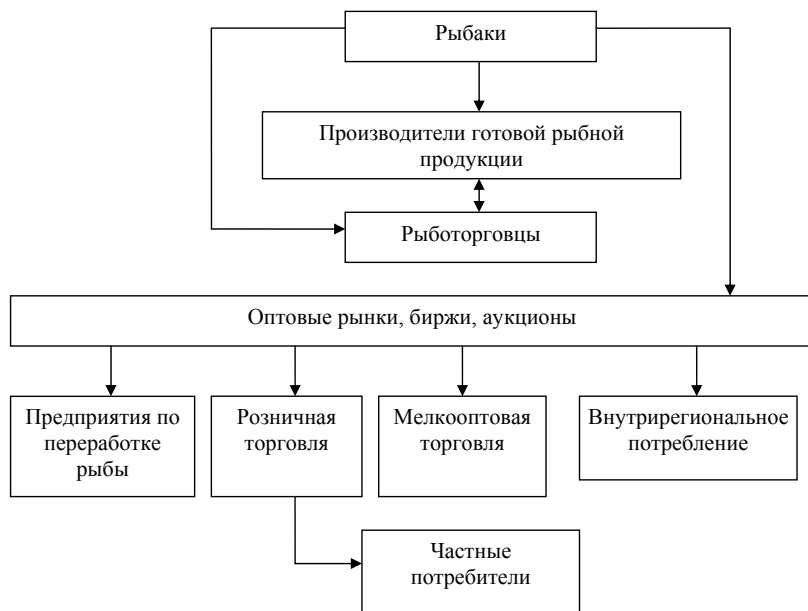 Рыбаки
Производители готовой рыбной
продукции
Рыботорговцы
Оптовые рынки, биржи, аукционы
Предприятия по
переработке
рыбы
Розничная
торговля
Мелкооптовая
торговля
Внутрирегиональное
потребление
Частные
потребители